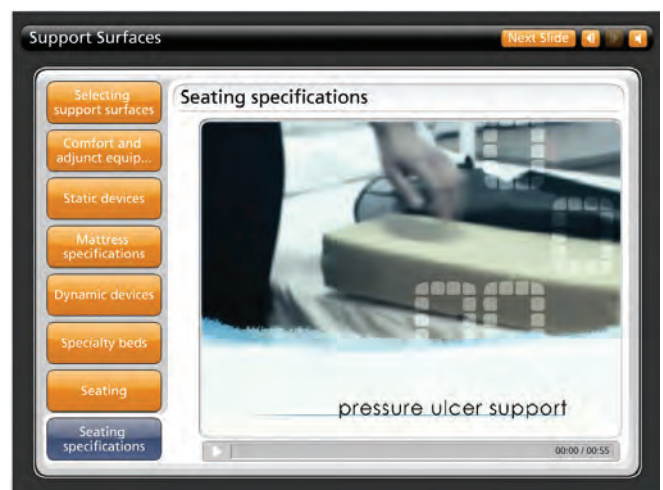 Support Surfaces
Next Slide
Selecting
support surfaces
Comfort and
adjunct equip...
Static devices
Mattress
specifications
Dynamic devices
Specialty beds
Seating
Seating
specifications
Seating specifications
pressure ulcer support
00:00 / 00:55